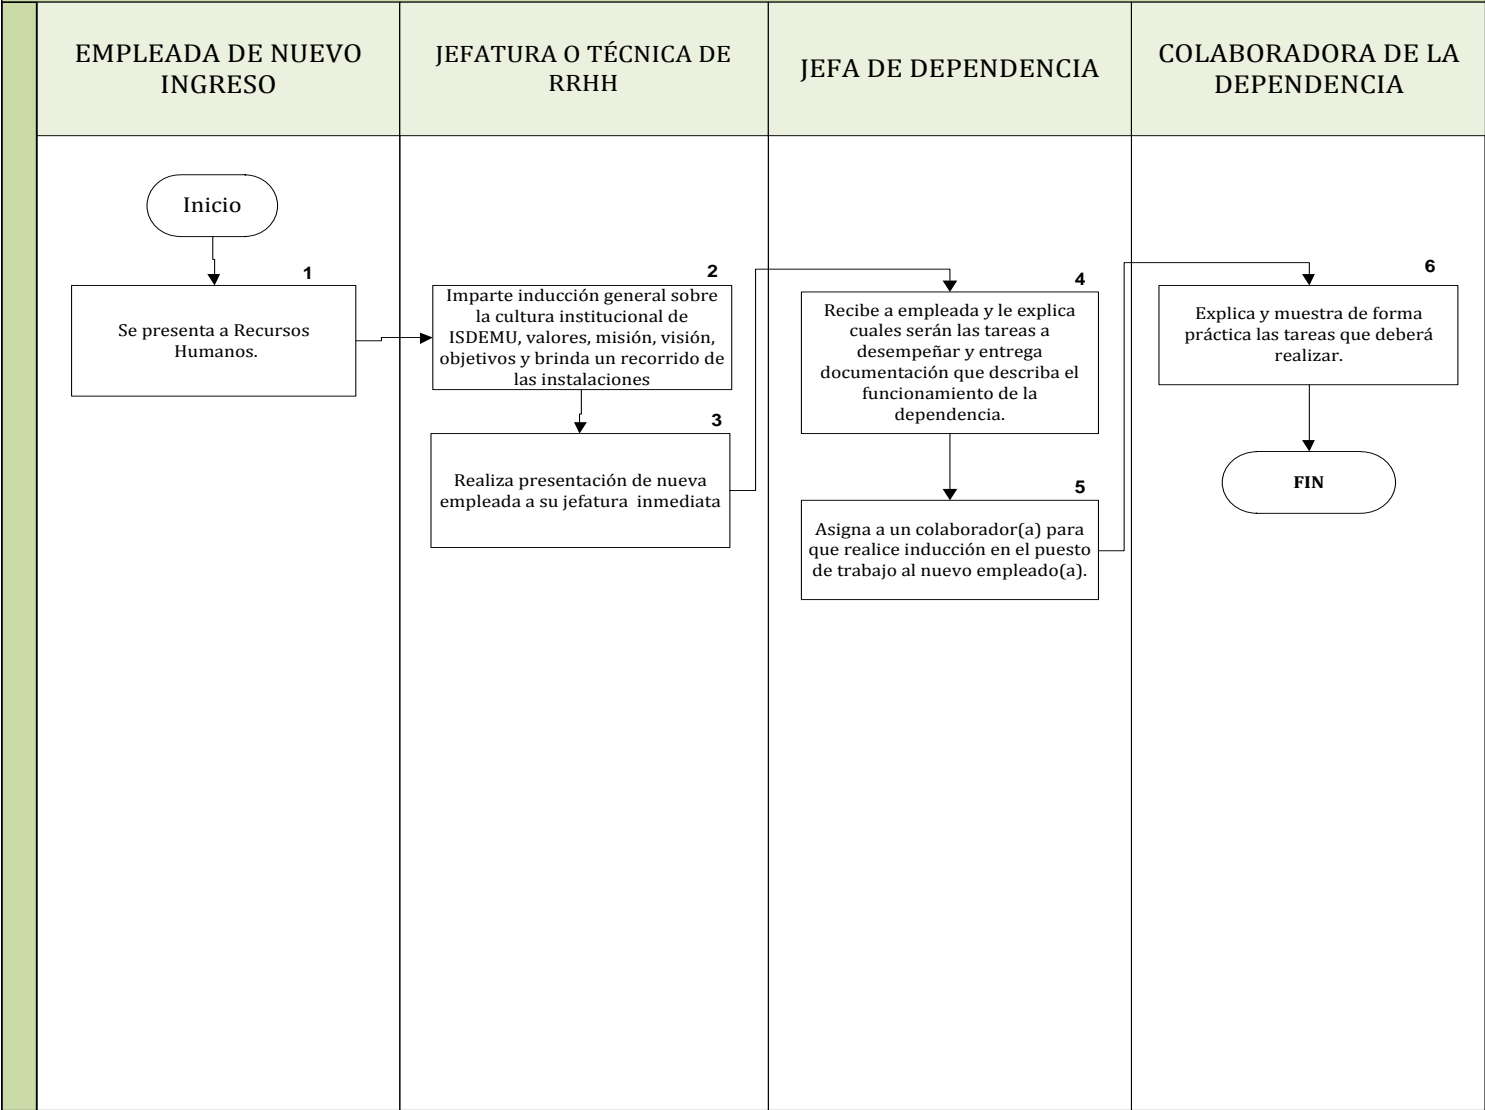 EMPLEADA DE NUEVO
INGRESO
JEFATURA O TÉCNICA DE
RRHH
JEFA DE DEPENDENCIA
COLABORADORA DE LA
DEPENDENCIA
Inicio
1
Se presenta a Recursos
Humanos.
2
Imparte inducción general sobre
la cultura institucional de
ISDEMU, valores, misión, visión,
objetivos y brinda un recorrido de
las instalaciones
3
Realiza presentación de nueva
empleada a su jefatura inmediata
4
Recibe a empleada y le explica
cuales serán las tareas a
desempeñar y entrega
documentación que describa el
funcionamiento de la
dependencia.
5
Asigna a un colaborador(a) para
que realice inducción en el puesto
de trabajo al nuevo empleado(a).
6
Explica y muestra de forma
práctica las tareas que deberá
realizar.
FIN